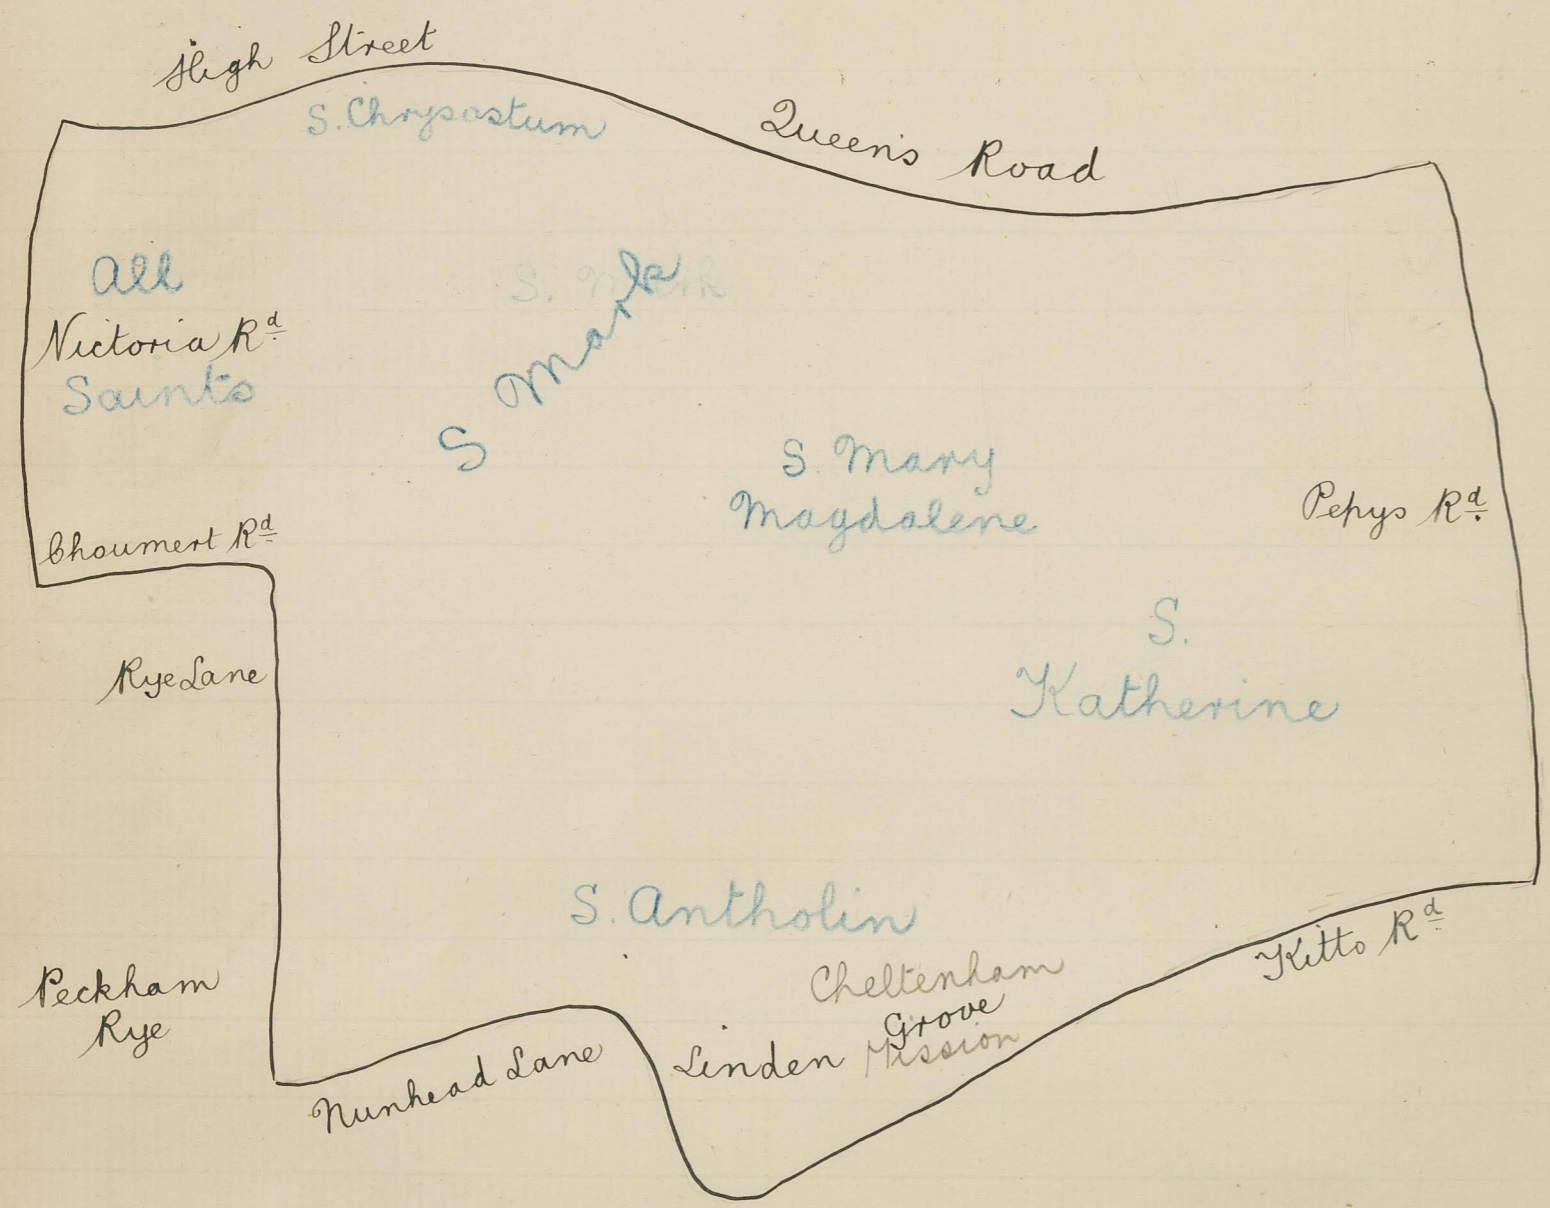 High Street
S. Chrysostum
Queen's Road
All
Victoria Rd
Saints
S. Mark
S Mark
S. Mary
Magdalene
Pepys Rd
Choumert Rd
S.
Katherine
Rye Lane
S. Antholin
Kitto Rd
Peckham
Rye
Cheltenham
Grove
Mission
Linden
Nunhead Lane